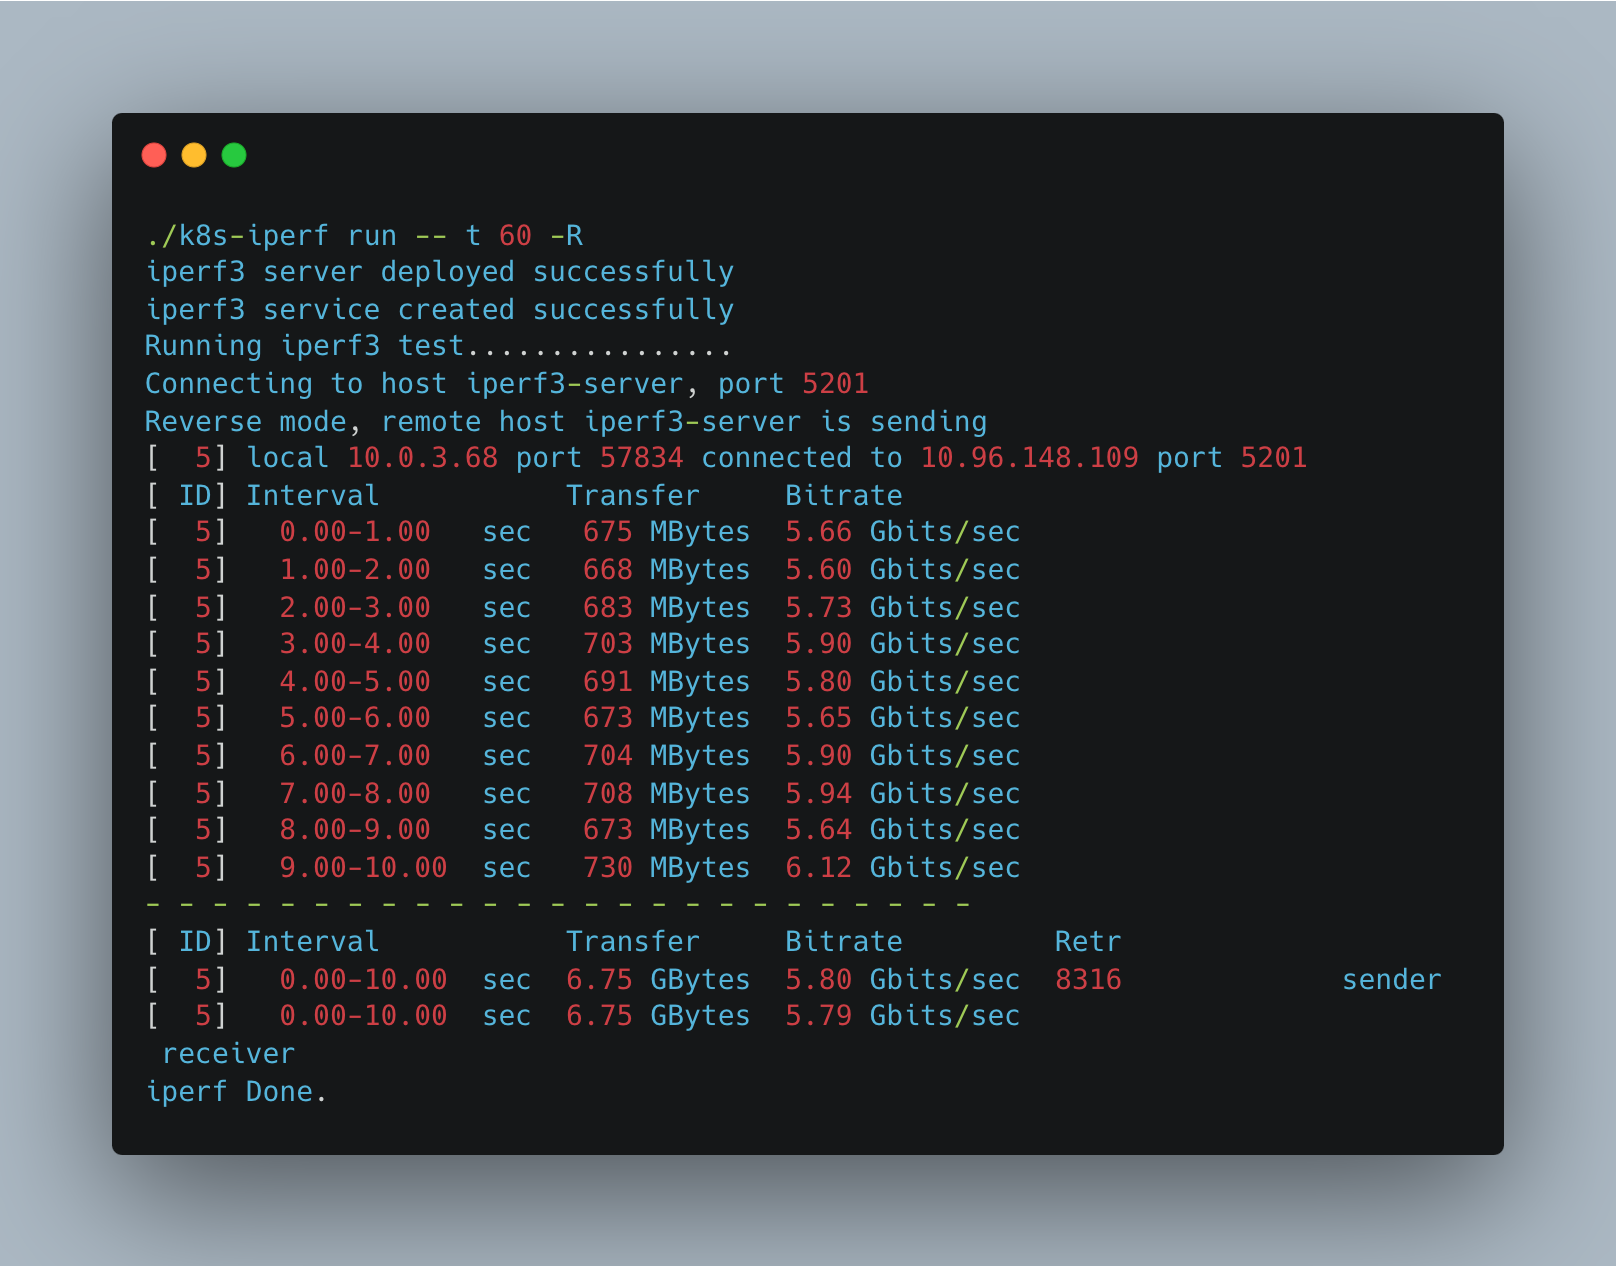 ./k8s-iperf run -- t 60 -R
iperf3 server deployed successfully
iperf3 service created successfully
Running iperf3 test................
Connecting to host iperf3-server, port 5201
Reverse mode, remote host iperf3-server is sending
[  5] local 10.0.3.68 port 57834 connected to 10.96.148.109 port 5201
[ ID] Interval           Transfer     Bitrate
[  5]   0.00-1.00   sec   675 MBytes  5.66 Gbits/sec
[  5]   1.00-2.00   sec   668 MBytes  5.60 Gbits/sec
[  5]   2.00-3.00   sec   683 MBytes  5.73 Gbits/sec
[  5]   3.00-4.00   sec   703 MBytes  5.90 Gbits/sec
[  5]   4.00-5.00   sec   691 MBytes  5.80 Gbits/sec
[  5]   5.00-6.00   sec   673 MBytes  5.65 Gbits/sec
[  5]   6.00-7.00   sec   704 MBytes  5.90 Gbits/sec
[  5]   7.00-8.00   sec   708 MBytes  5.94 Gbits/sec
[  5]   8.00-9.00   sec   673 MBytes  5.64 Gbits/sec
[  5]   9.00-10.00  sec   730 MBytes  6.12 Gbits/sec
- - - - - - - - - - - - - - - - - - - - - - - - -
[ ID] Interval           Transfer     Bitrate         Retr
[  5]   0.00-10.00  sec  6.75 GBytes  5.80 Gbits/sec  8316             sender
[  5]   0.00-10.00  sec  6.75 GBytes  5.79 Gbits/sec
 receiver
iperf Done.